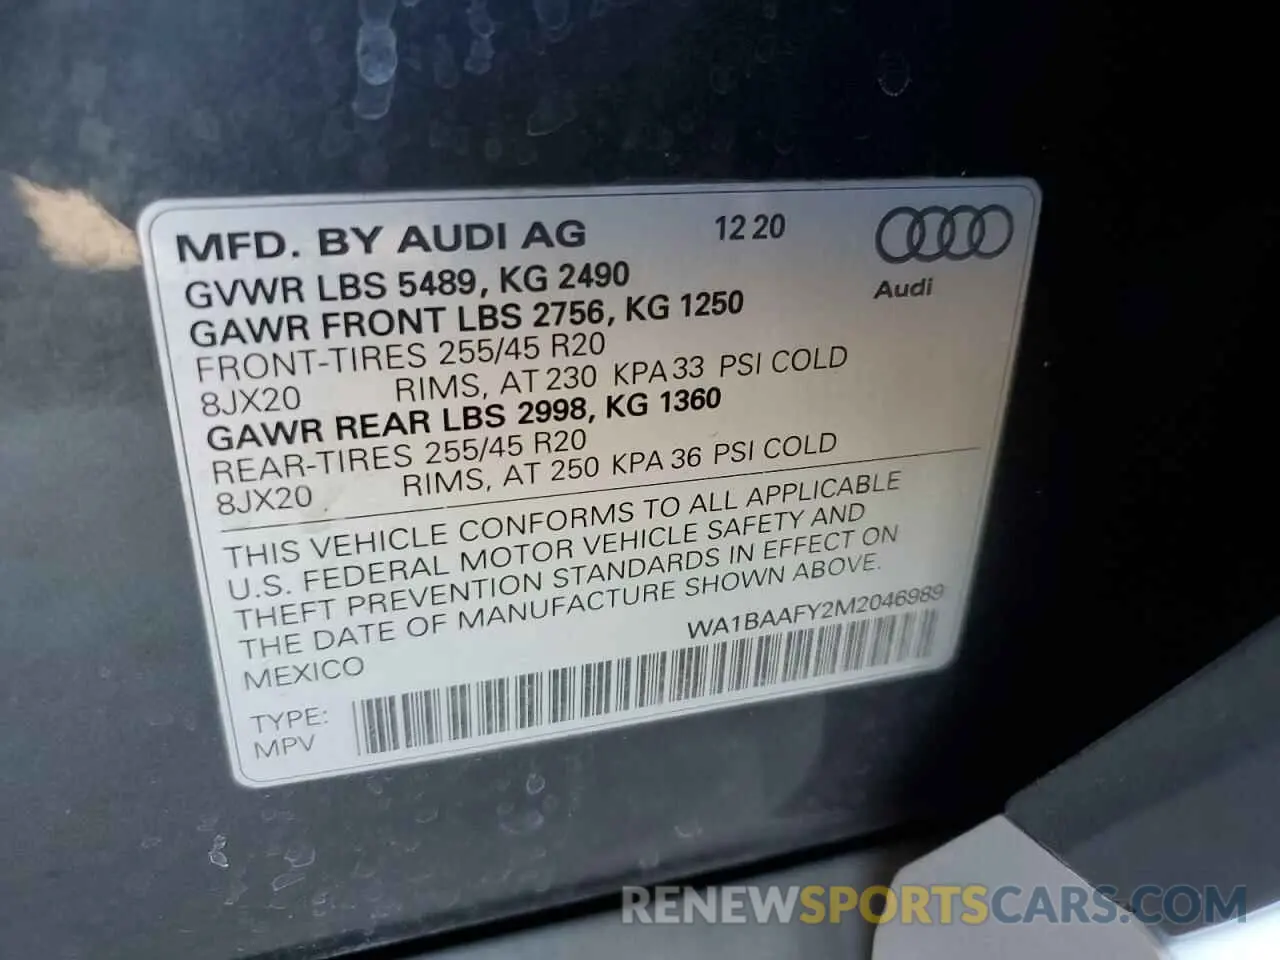 MFD. BY AUDI AG 12 20
Audi
GVWR LBS 5489, KG 2490
GAWR FRONT LBS 2756, KG 1250
FRONT-TIRES 255/45 R20
8JX20 RIMS, AT 230 KPA 33 PSI COLD
GAWR REAR LBS 2998, KG 1360
REAR-TIRES 255/45 R20
8JX20 RIMS, AT 250 KPA 36 PSI COLD
THIS VEHICLE CONFORMS TO ALL APPLICABLE
U.S. FEDERAL MOTOR VEHICLE SAFETY AND
THEFT PREVENTION STANDARDS IN EFFECT ON
THE DATE OF MANUFACTURE SHOWN ABOVE.
MEXICO WA1BAAFY2M2046989
TYPE:
MPV
RENEWSPORTSCARS.COM